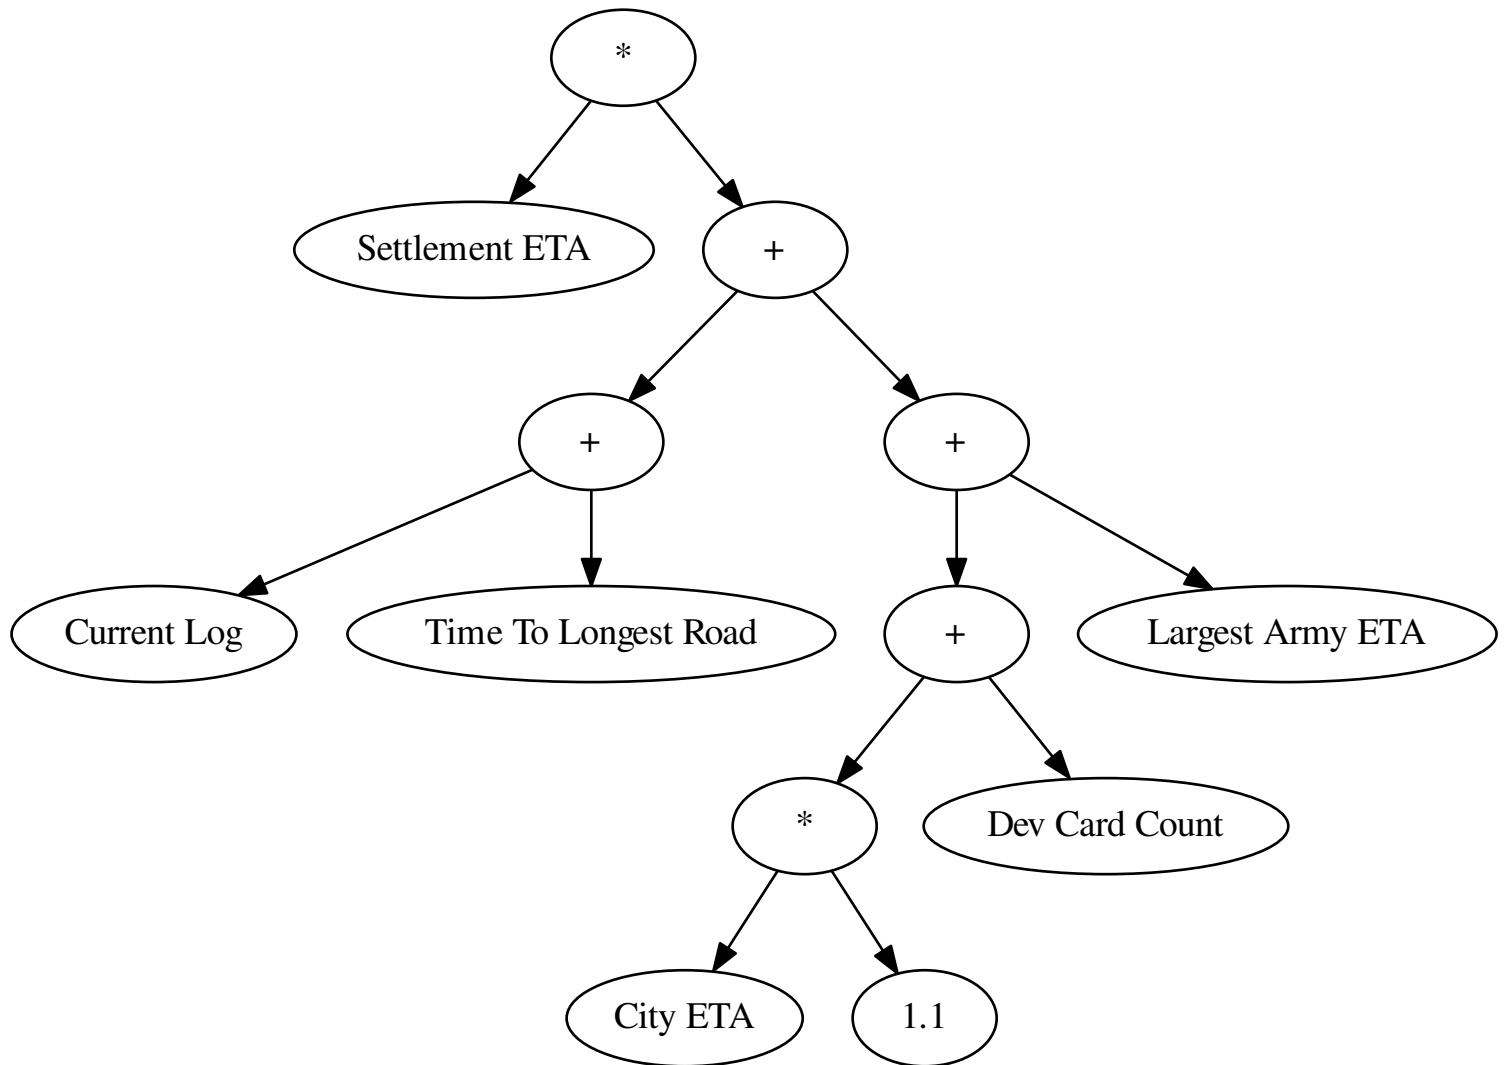 *
Settlement ETA
+
+
+
Current Log
Time To Longest Road
+
Largest Army ETA
*
Dev Card Count
City ETA
1.1